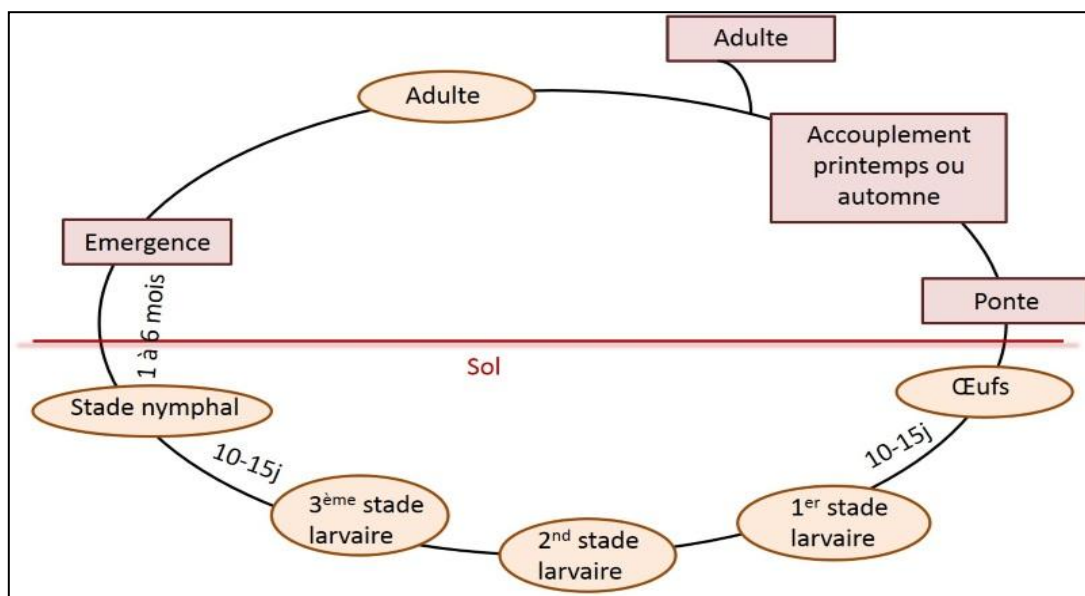 Adulte
Adulte
Accouplement
printemps ou
automne
Emergence
Ponte
1 à 6 mois
Sol
Œufs
Stade nymphal
10-15j
10-15j
3ème stade
larvaire
1er stade
larvaire
2nd stade
larvaire